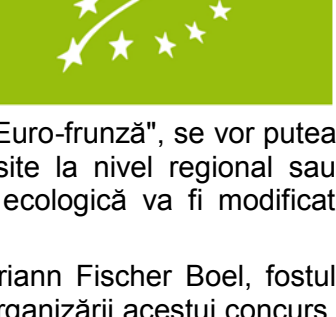 Euro-frunză", se vor putea
site la nivel regional sau
ecologică va fi modificat
riann Fischer Boel, fostul
rganizării acestui concurs